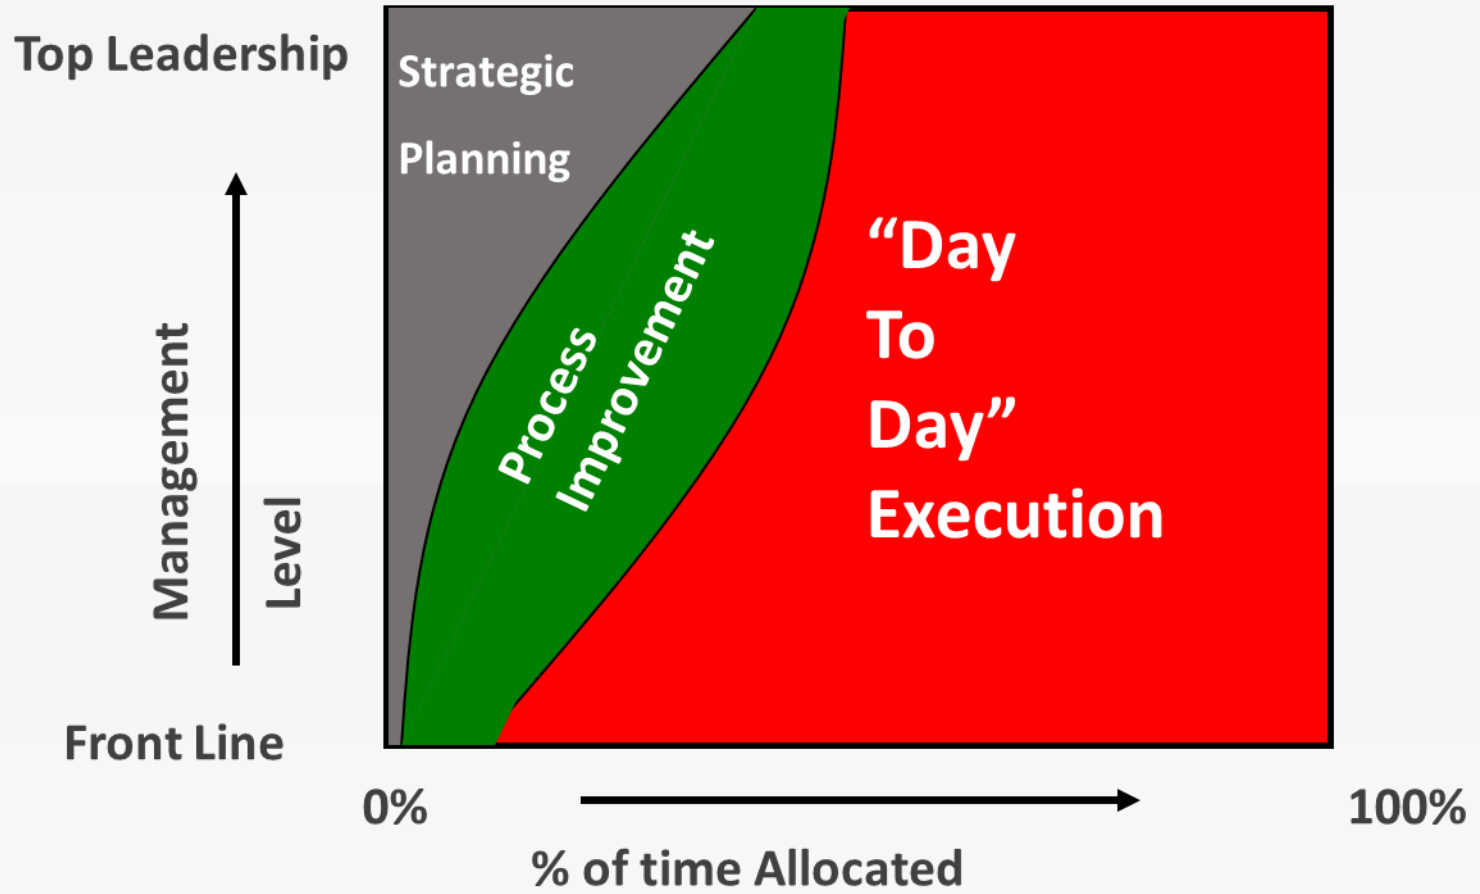 Top Leadership
Strategic
Planning
“Day
To
Day”
Execution
Process
Improvement
Management
Level
Front Line
0%
100%
% of time Allocated